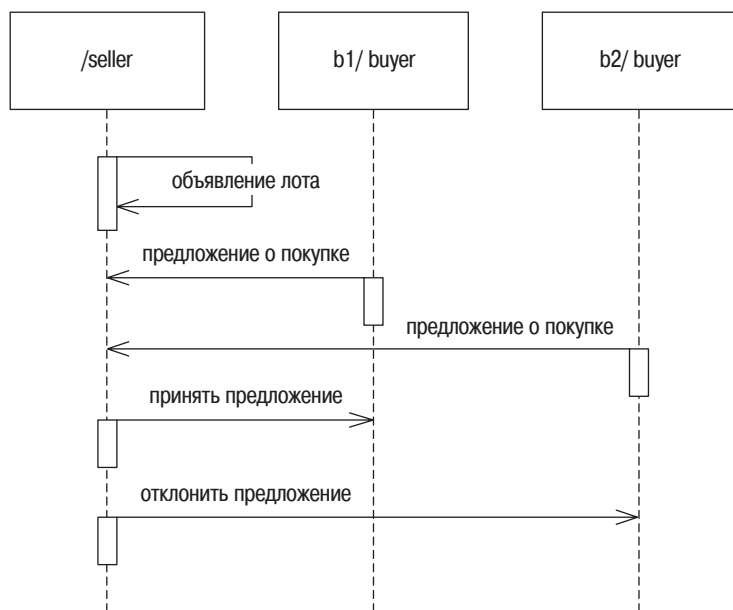 /seller
b1/ buyer
b2/ buyer
объявление лота
предложение о покупке
предложение о покупке
принять предложение
отклонить предложение